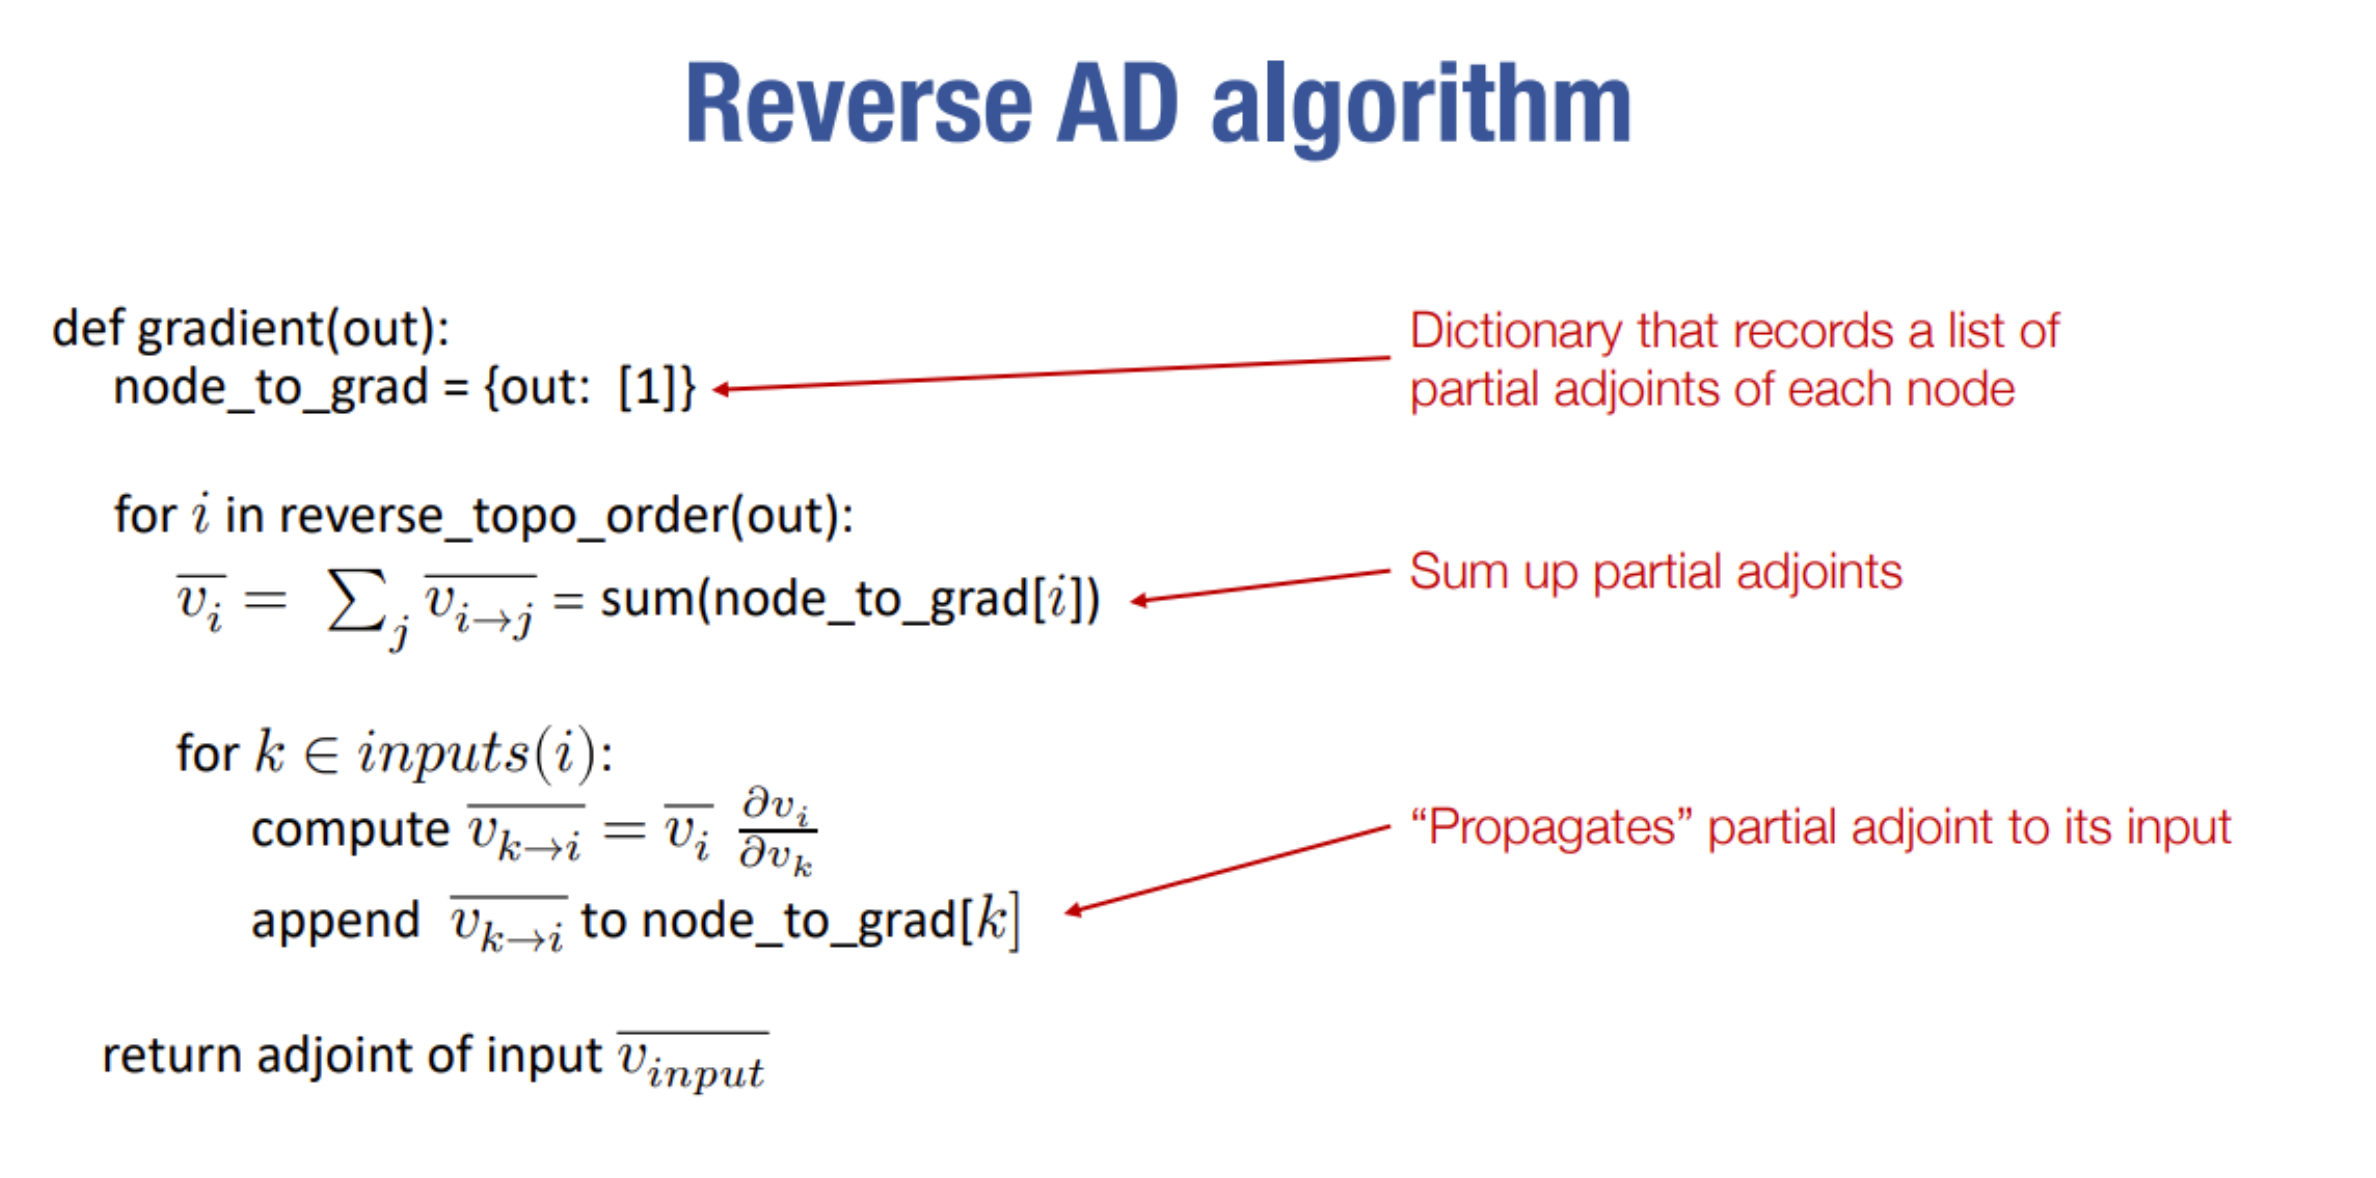 Reverse AD algorithm
def gradient(out):
node_to_grad = {out: [1]}
Dictionary that records a list of
partial adjoints of each node
for i in reverse_topo_order(out):
$\overline{v_i} = \sum_j \overline{v_{i \to j}}$ = sum(node_to_grad[i])
Sum up partial adjoints
for $k \in inputs(i)$:
compute $\overline{v_{k \to i}} = \overline{v_i} \frac{\partial v_i}{\partial v_k}$
append $\overline{v_{k \to i}}$ to node_to_grad[k]
“Propagates” partial adjoint to its input
return adjoint of input $\overline{v_{input}}$